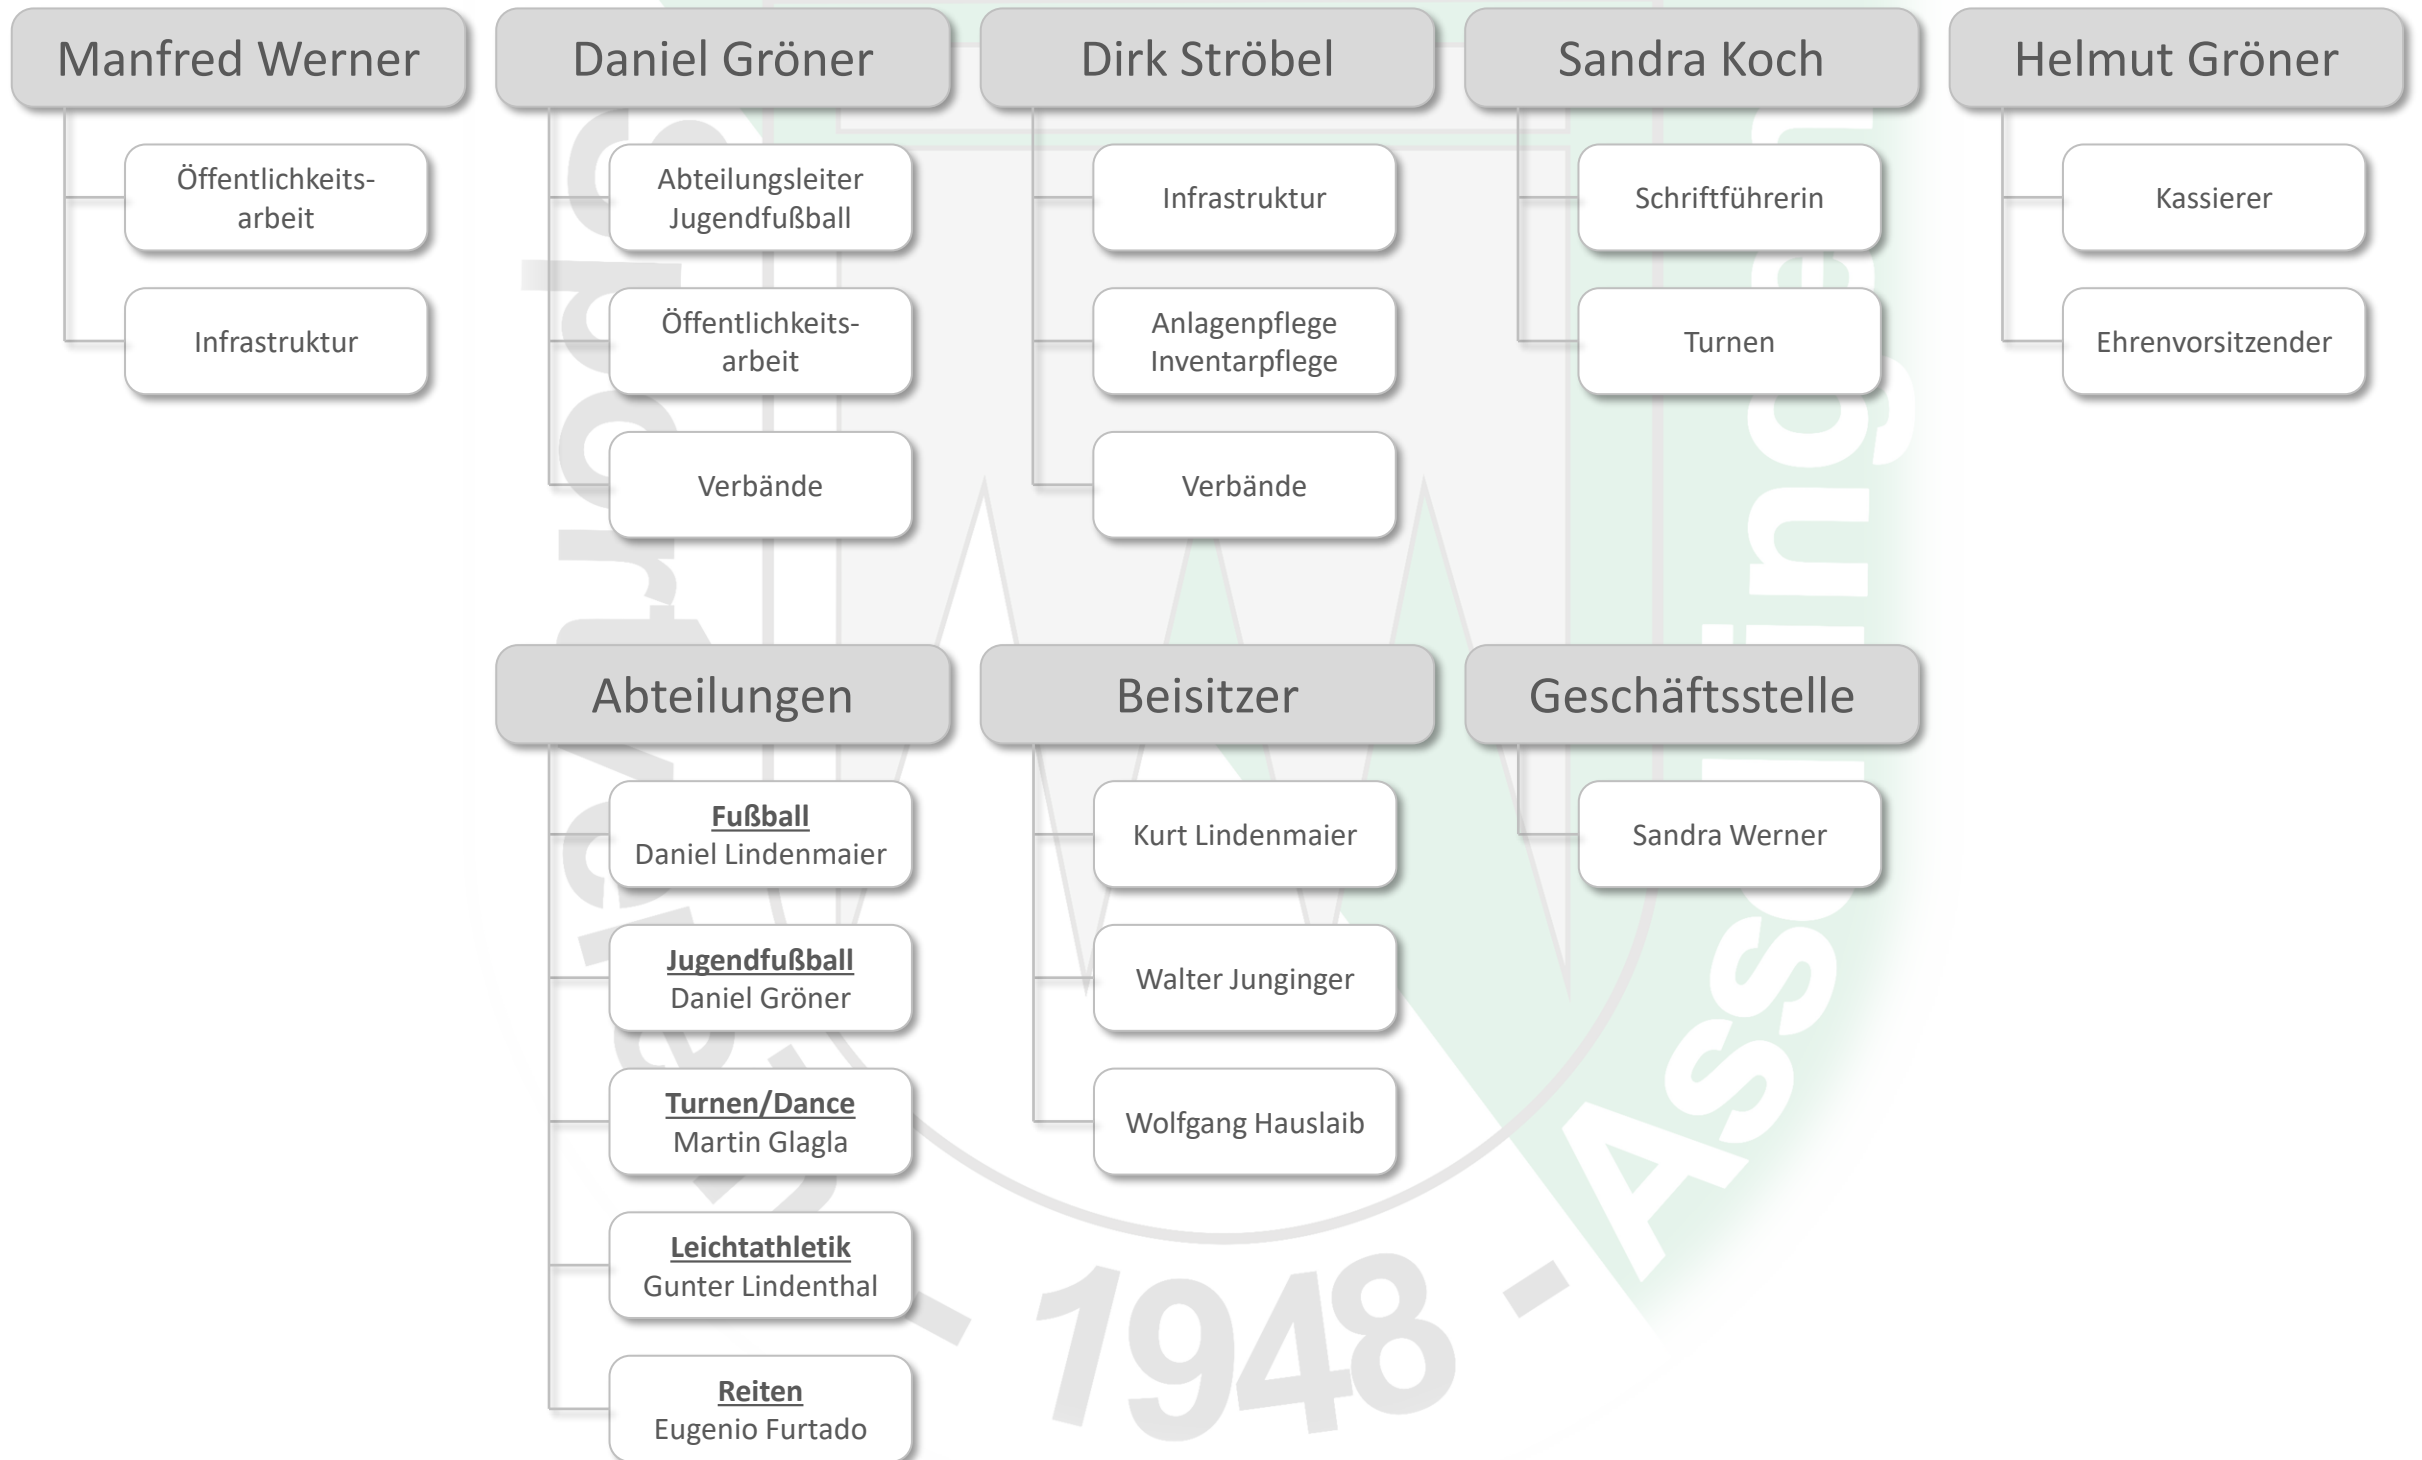 Manfred Werner
Öffentlichkeits-
arbeit
Infrastruktur
Daniel Gröner
Abteilungsleiter
Jugendfußball
Öffentlichkeits-
arbeit
Verbände
Dirk Ströbel
Infrastruktur
Anlagenpflege
Inventarpflege
Verbände
Sandra Koch
Schriftführerin
Turnen
Helmut Gröner
Kassierer
Ehrenvorsitzender
Abteilungen
Fußball
Daniel Lindenmaier
Jugendfußball
Daniel Gröner
Turnen/Dance
Martin Glagla
Leichtathletik
Gunter Lindenthal
Reiten
Eugenio Furtado
Beisitzer
Kurt Lindenmaier
Walter Junginger
Wolfgang Hauslaib
Geschäftsstelle
Sandra Werner
- 1948 -